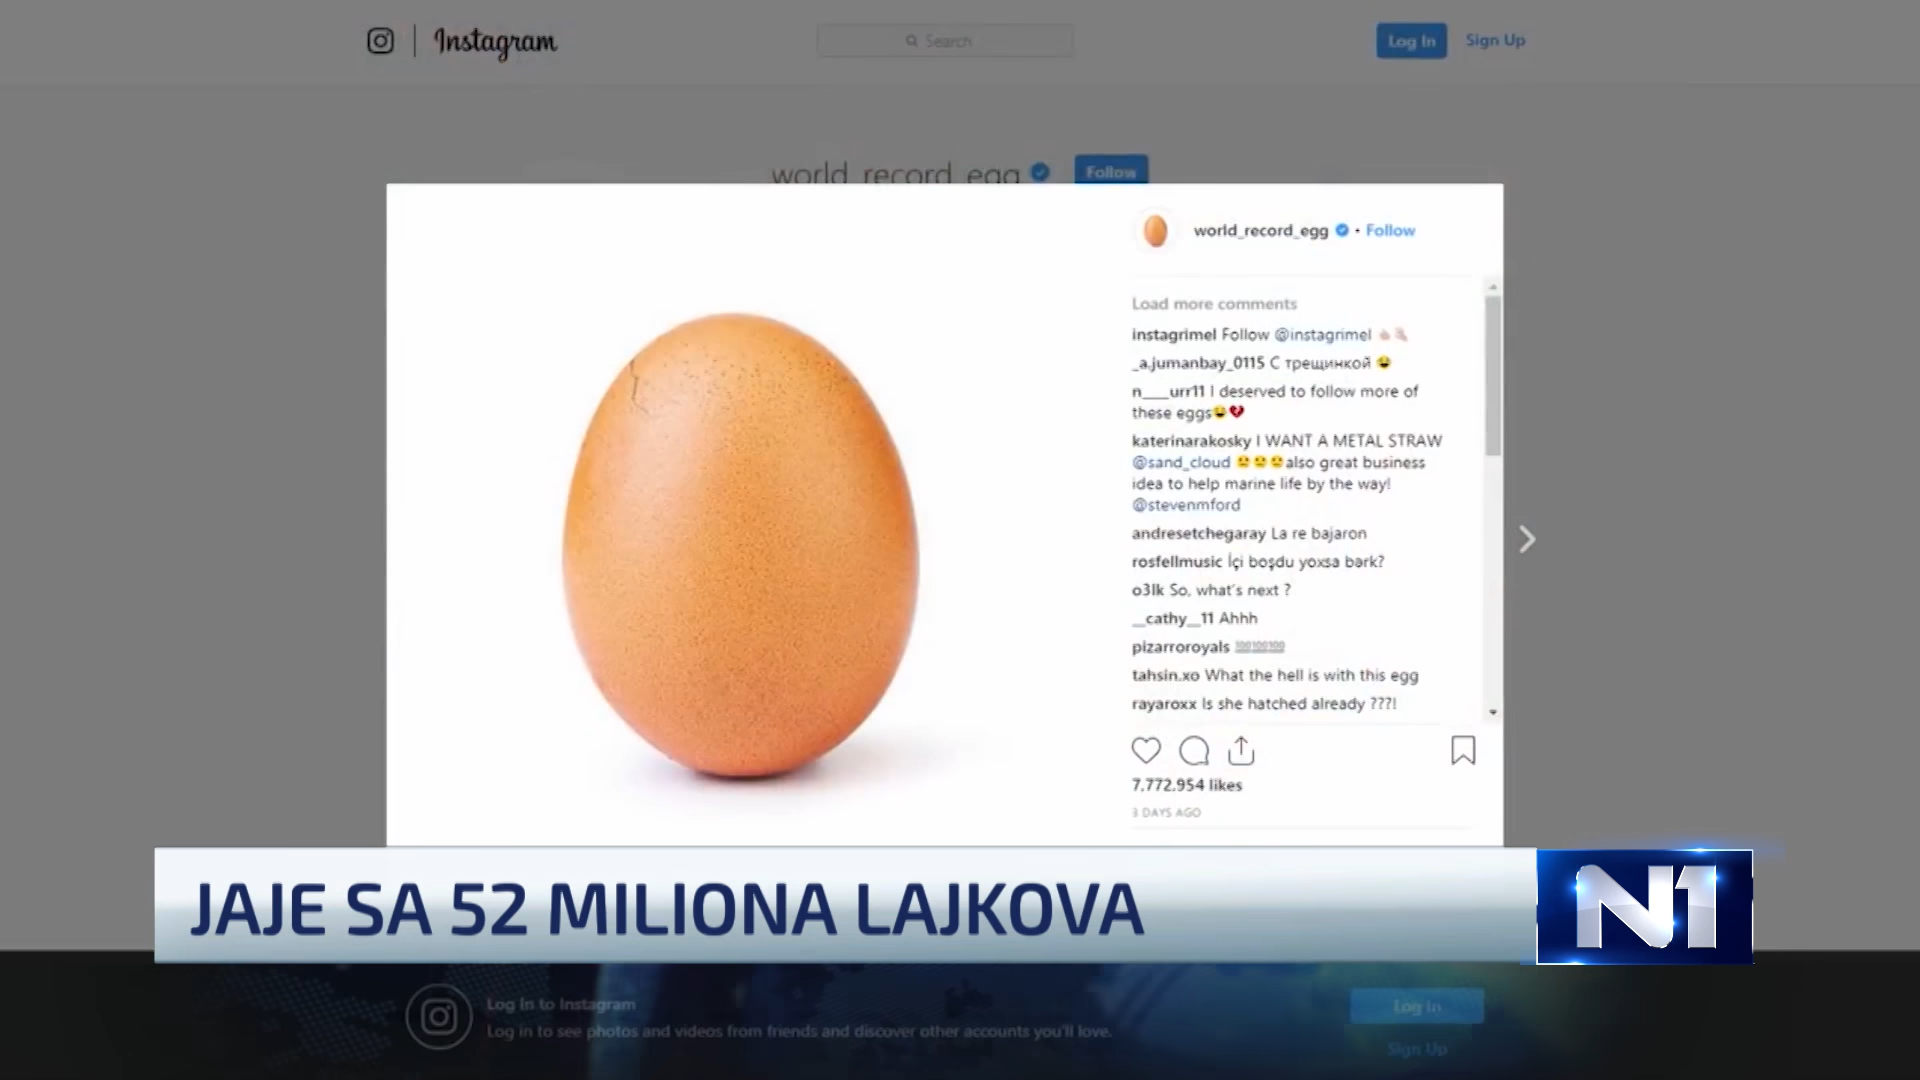 Instagram
Search
Log In
Sign Up
world_record_egg
Follow
world_record_egg • Follow
Load more comments
instagrimel Follow @instagrimel
_a.jumanbay_0115 С трещинкой
n___urr11 I deserved to follow more of
these eggs
katerinarakosky I WANT A METAL STRAW
@sand_cloud also great business
idea to help marine life by the way!
@stevenmford
andresetchegaray La re bajaron
rosfellmusic İçi boşdu yoxsa bərk?
o3lk So, what's next ?
__cathy__11 Ahhh
pizarroroyals
tahsin.xo What the hell is with this egg
rayaroxx Is she hatched already ???!
7.772.954 likes
3 DAYS AGO
JAJE SA 52 MILIONA LAJKOVA
N1
Log In to Instagram
Log in to see photos and videos from friends and discover other accounts you'll love.
Log In
Sign Up